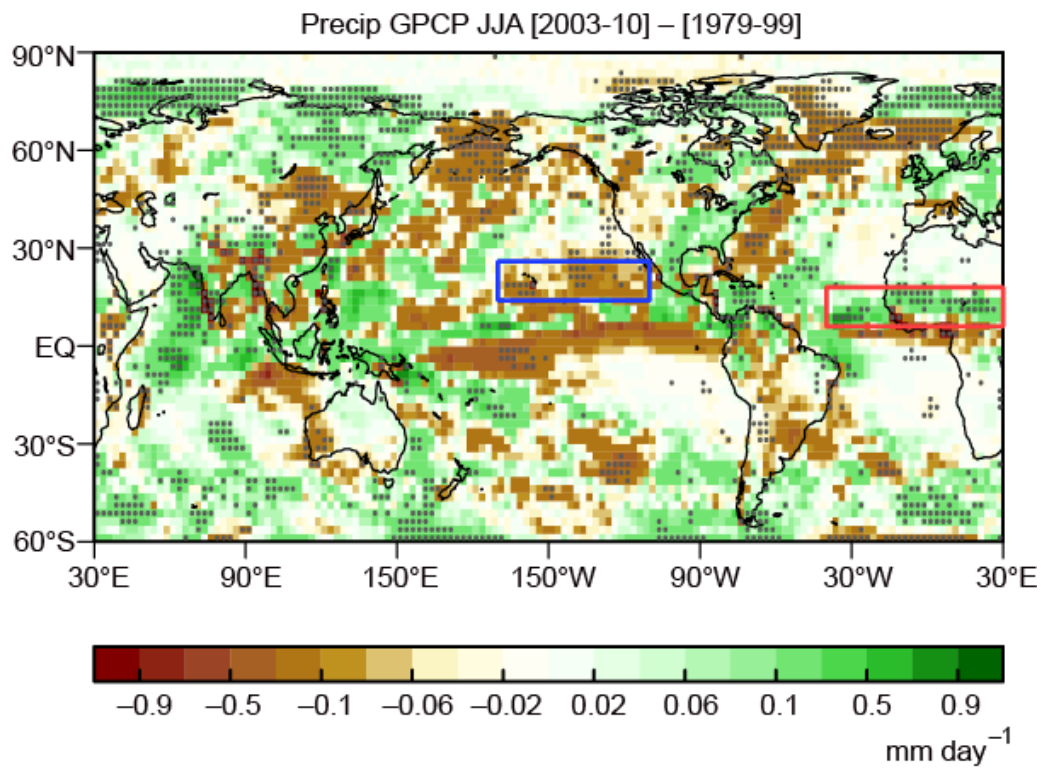 Precip GPCP JJA [2003-10] – [1979-99]
90°N
60°N
30°N
EQ
30°S
60°S
30°E 90°E 150°E 150°W 90°W 30°W 30°E
–0.9 –0.5 –0.1 –0.06 –0.02 0.02 0.06 0.1 0.5 0.9
mm day⁻¹